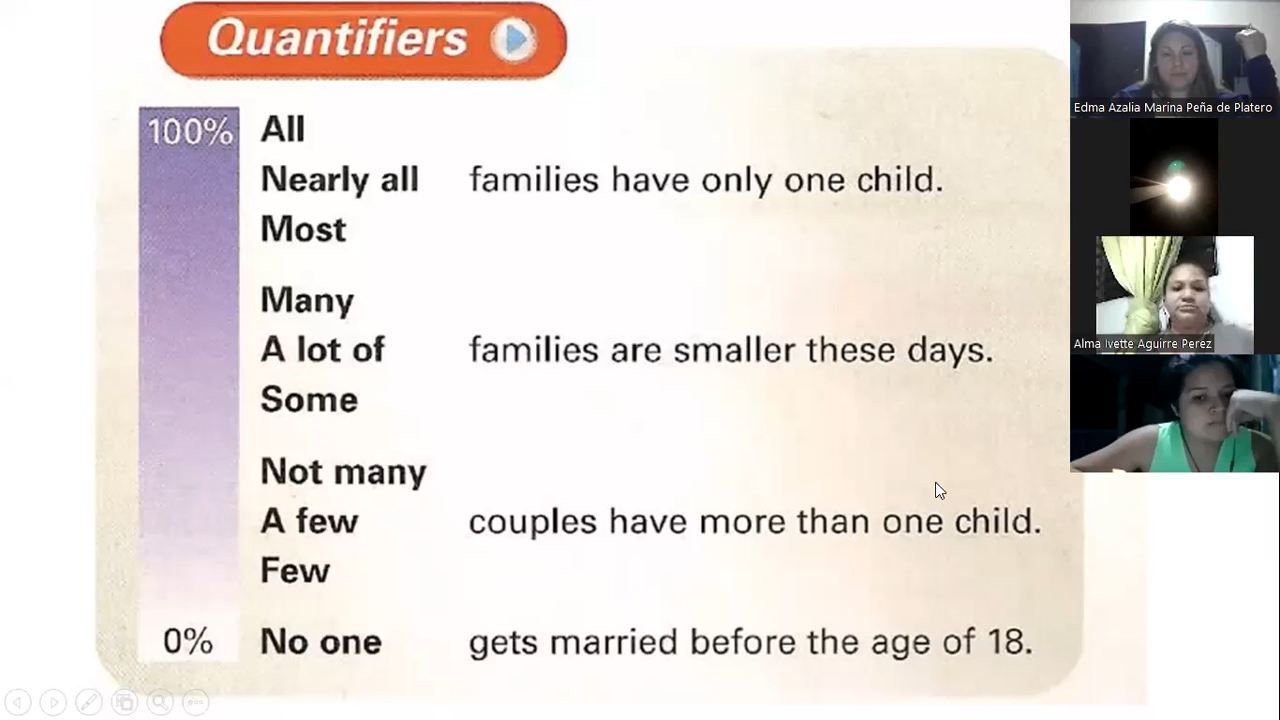 Quantifiers
100% All
Nearly all families have only one child.
Most
Many
A lot of families are smaller these days.
Some
Not many
A few couples have more than one child.
Few
0% No one gets married before the age of 18.
Edma Azalia Marina Peña de Platero
Alma Ivette Aguirre Perez